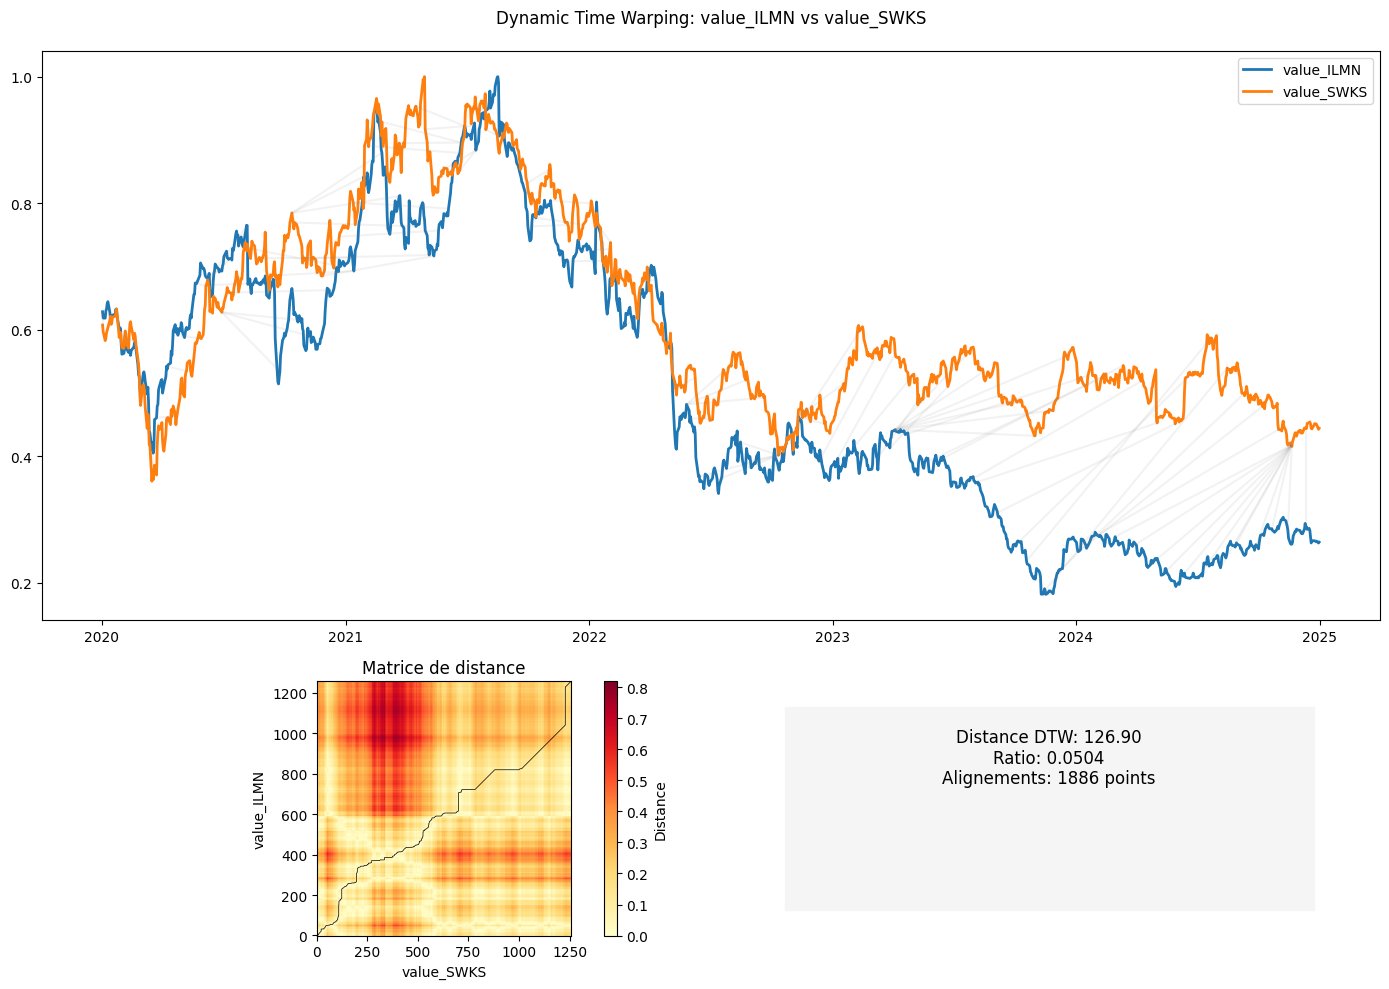 Dynamic Time Warping: value_ILMN vs value_SWKS
value_ILMN
value_SWKS
1.0
0.8
0.6
0.4
0.2
2020 2021 2022 2023 2024 2025
Matrice de distance
value_ILMN
1200
1000
800
600
400
200
0
0 250 500 750 1000 1250
value_SWKS
0.8
0.7
0.6
0.5
0.4
0.3
0.2
0.1
0.0
Distance
Distance DTW: 126.90
Ratio: 0.0504
Alignements: 1886 points